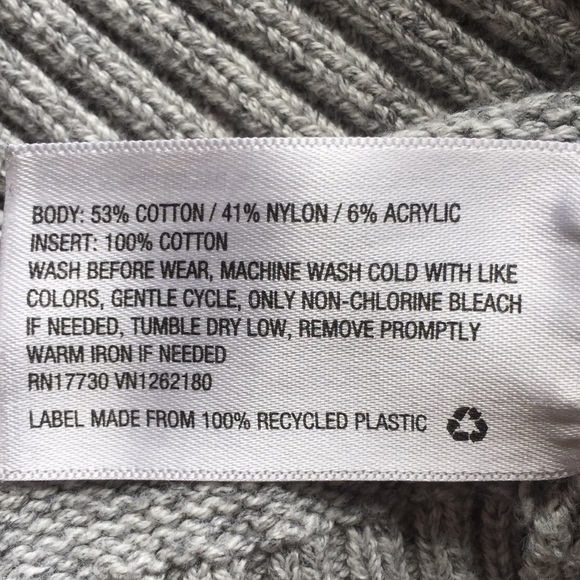 BODY: 53% COTTON / 41% NYLON / 6% ACRYLIC
INSERT: 100% COTTON
WASH BEFORE WEAR, MACHINE WASH COLD WITH LIKE
COLORS, GENTLE CYCLE, ONLY NON-CHLORINE BLEACH
IF NEEDED, TUMBLE DRY LOW, REMOVE PROMPTLY
WARM IRON IF NEEDED
RN17730 VN1262180
LABEL MADE FROM 100% RECYCLED PLASTIC